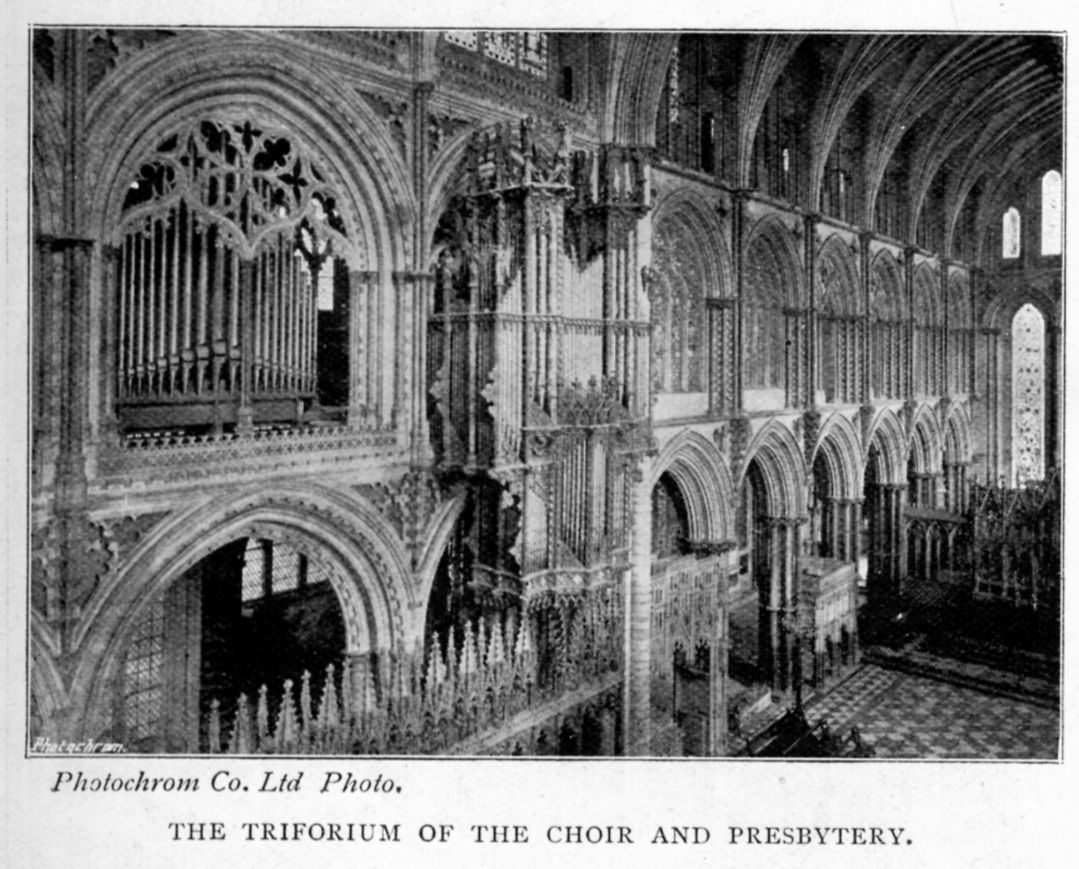 Photochrom.
Photochrom Co. Ltd Photo.
THE TRIFORIUM OF THE CHOIR AND PRESBYTERY.